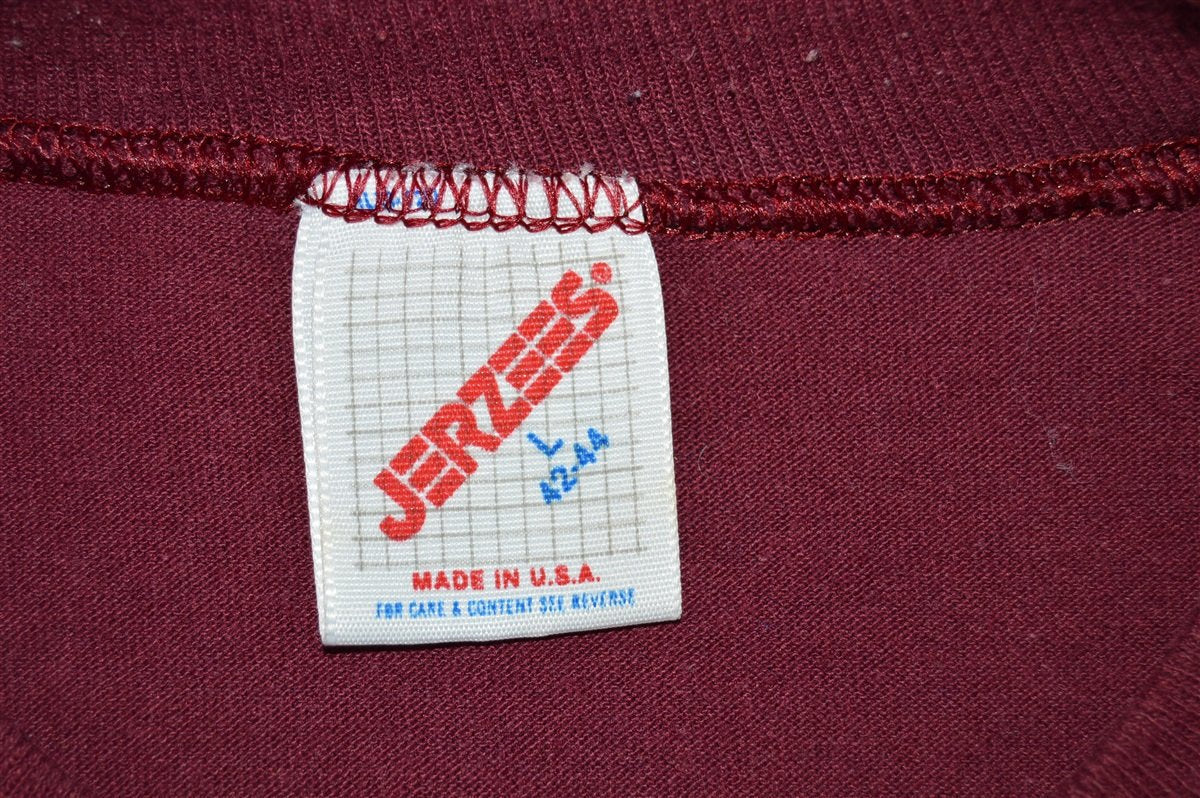 JERZEES®
L
42-44
MADE IN U.S.A.
FOR CARE & CONTENT SEE REVERSE